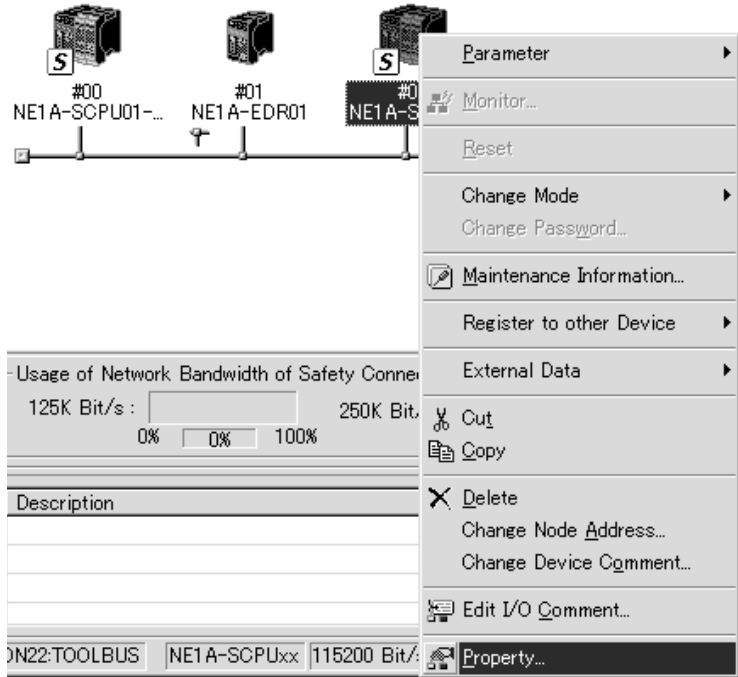 S
S
#00
#01
#0
NE1A-SCPU01-...
NE1A-EDR01
NE1A-S
Parameter
Monitor...
Reset
Change Mode
Change Password...
Maintenance Information...
Register to other Device
External Data
Cut
Copy
Delete
Change Node Address...
Change Device Comment...
Edit I/O Comment...
Property...
Usage of Network Bandwidth of Safety Conne
125K Bit/s :
250K Bit/
0%
0%
100%
Description
ON22:TOOLBUS
NE1A-SCPUxx
115200 Bit/